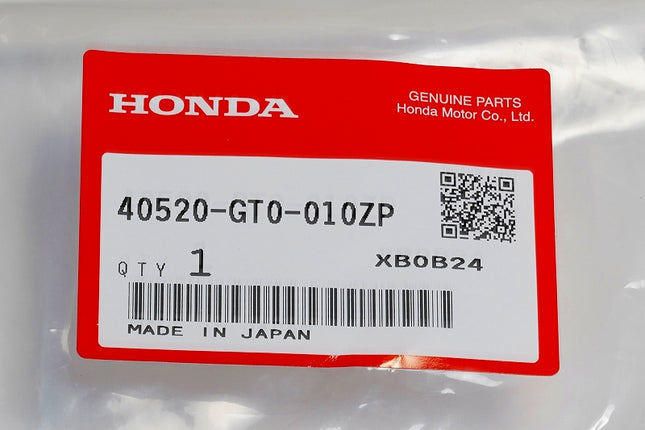 HONDA
GENUINE PARTS
Honda Motor Co., Ltd.
40520-GT0-010ZP
QTY 1
XB0B24
MADE IN JAPAN